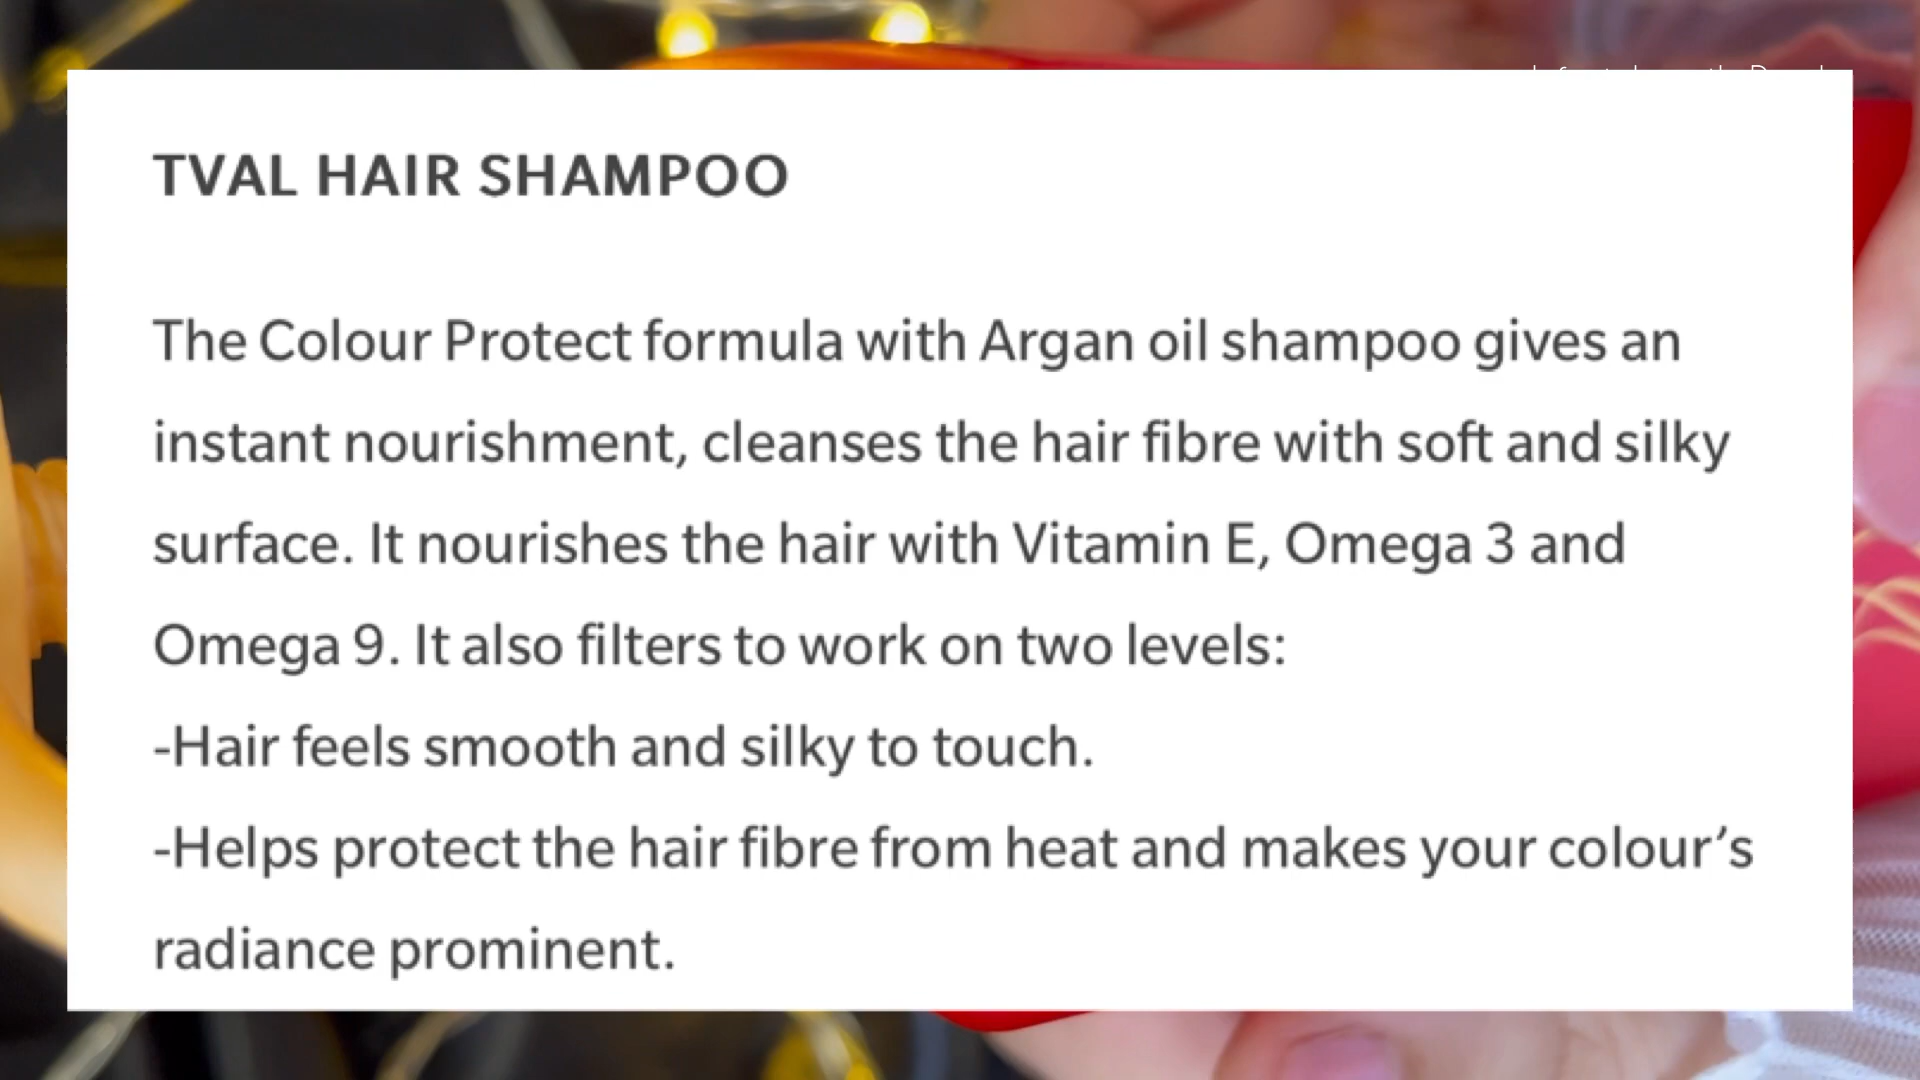 TVAL HAIR SHAMPOO
The Colour Protect formula with Argan oil shampoo gives an
instant nourishment, cleanses the hair fibre with soft and silky
surface. It nourishes the hair with Vitamin E, Omega 3 and
Omega 9. It also filters to work on two levels:
-Hair feels smooth and silky to touch.
-Helps protect the hair fibre from heat and makes your colour’s
radiance prominent.